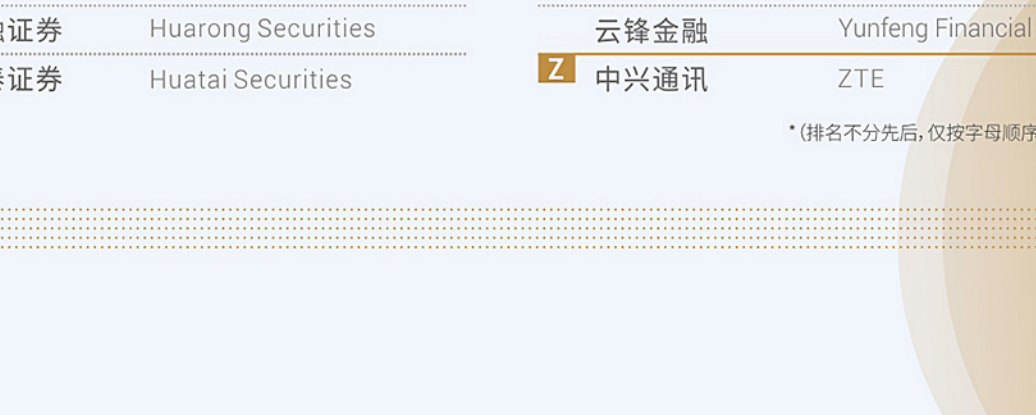 证券 Huarong Securities
证券 Huatai Securities
云锋金融 Yunfeng Financial
Z 中兴通讯 ZTE
*(排名不分先后,仅按字母顺序